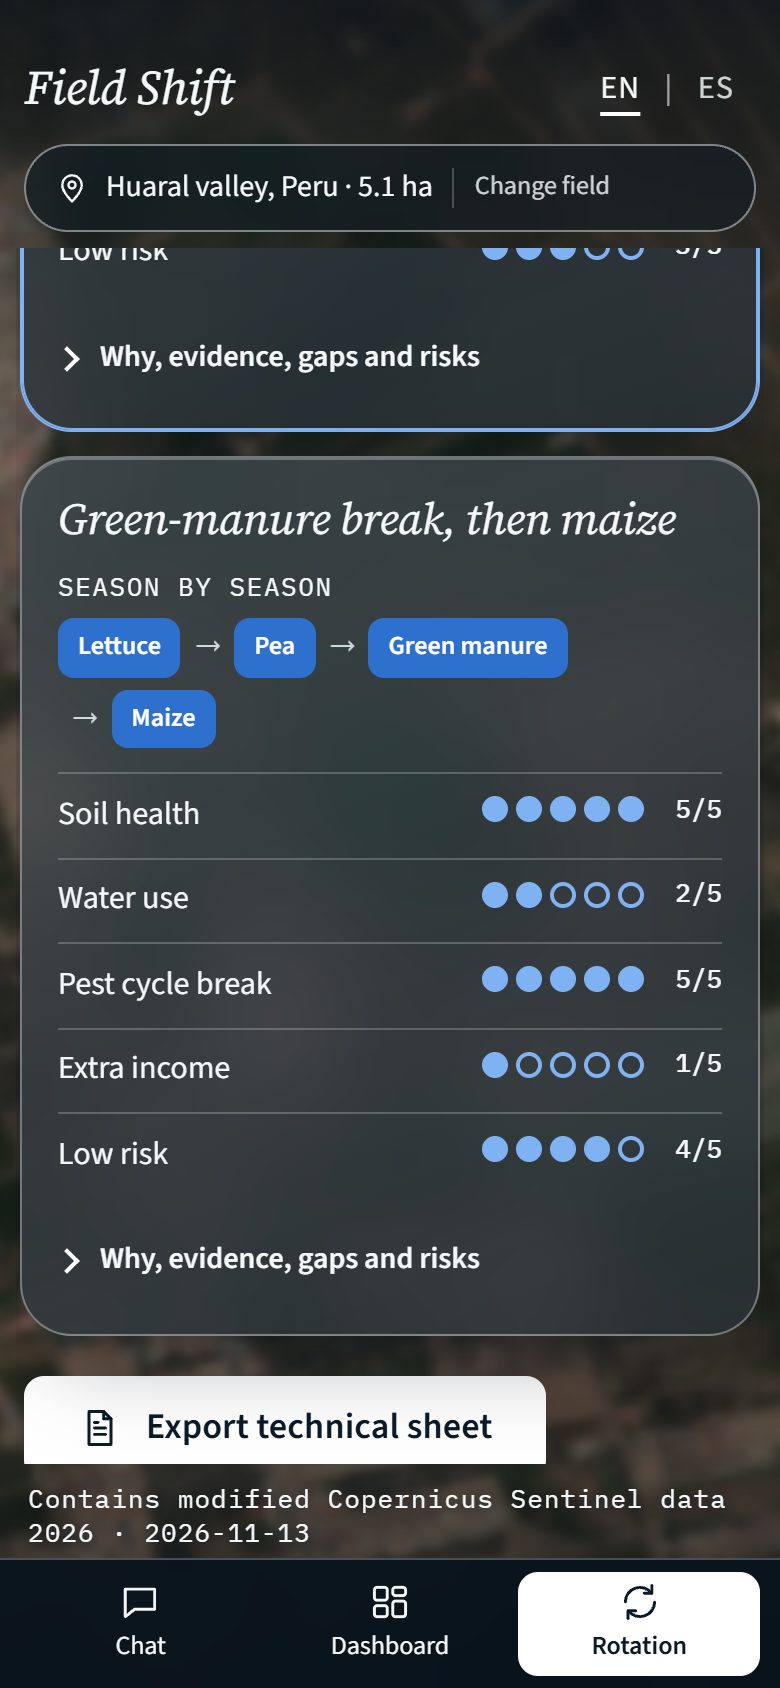 Field Shift
EN | ES
Huaral valley, Peru · 5.1 ha | Change field
Low risk
Why, evidence, gaps and risks
Green-manure break, then maize
SEASON BY SEASON
Lettuce → Pea → Green manure
→ Maize
Soil health 5/5
Water use 2/5
Pest cycle break 5/5
Extra income 1/5
Low risk 4/5
Why, evidence, gaps and risks
Export technical sheet
Contains modified Copernicus Sentinel data
2026 · 2026-11-13
Chat Dashboard Rotation